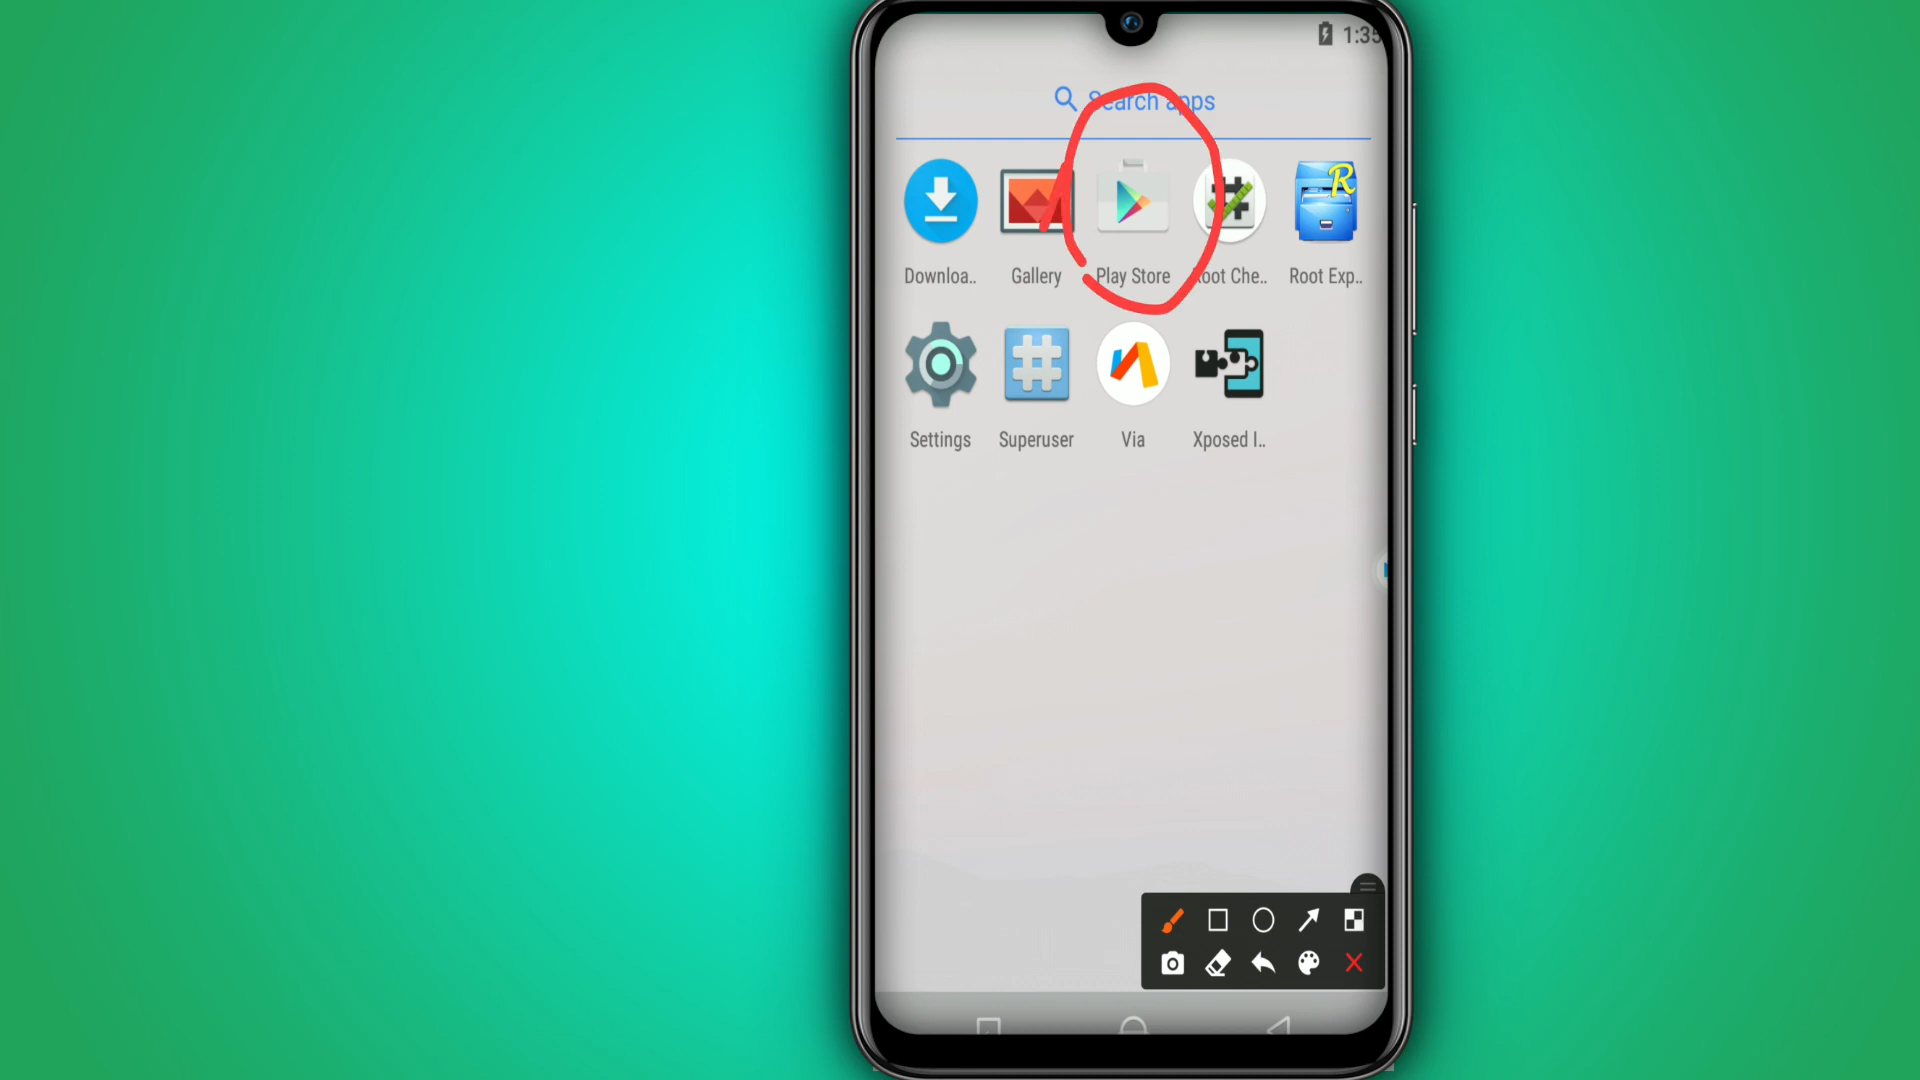 1:35
Search apps
Downloa.. Gallery Play Store Root Che.. Root Exp..
Settings Superuser Via Xposed I..